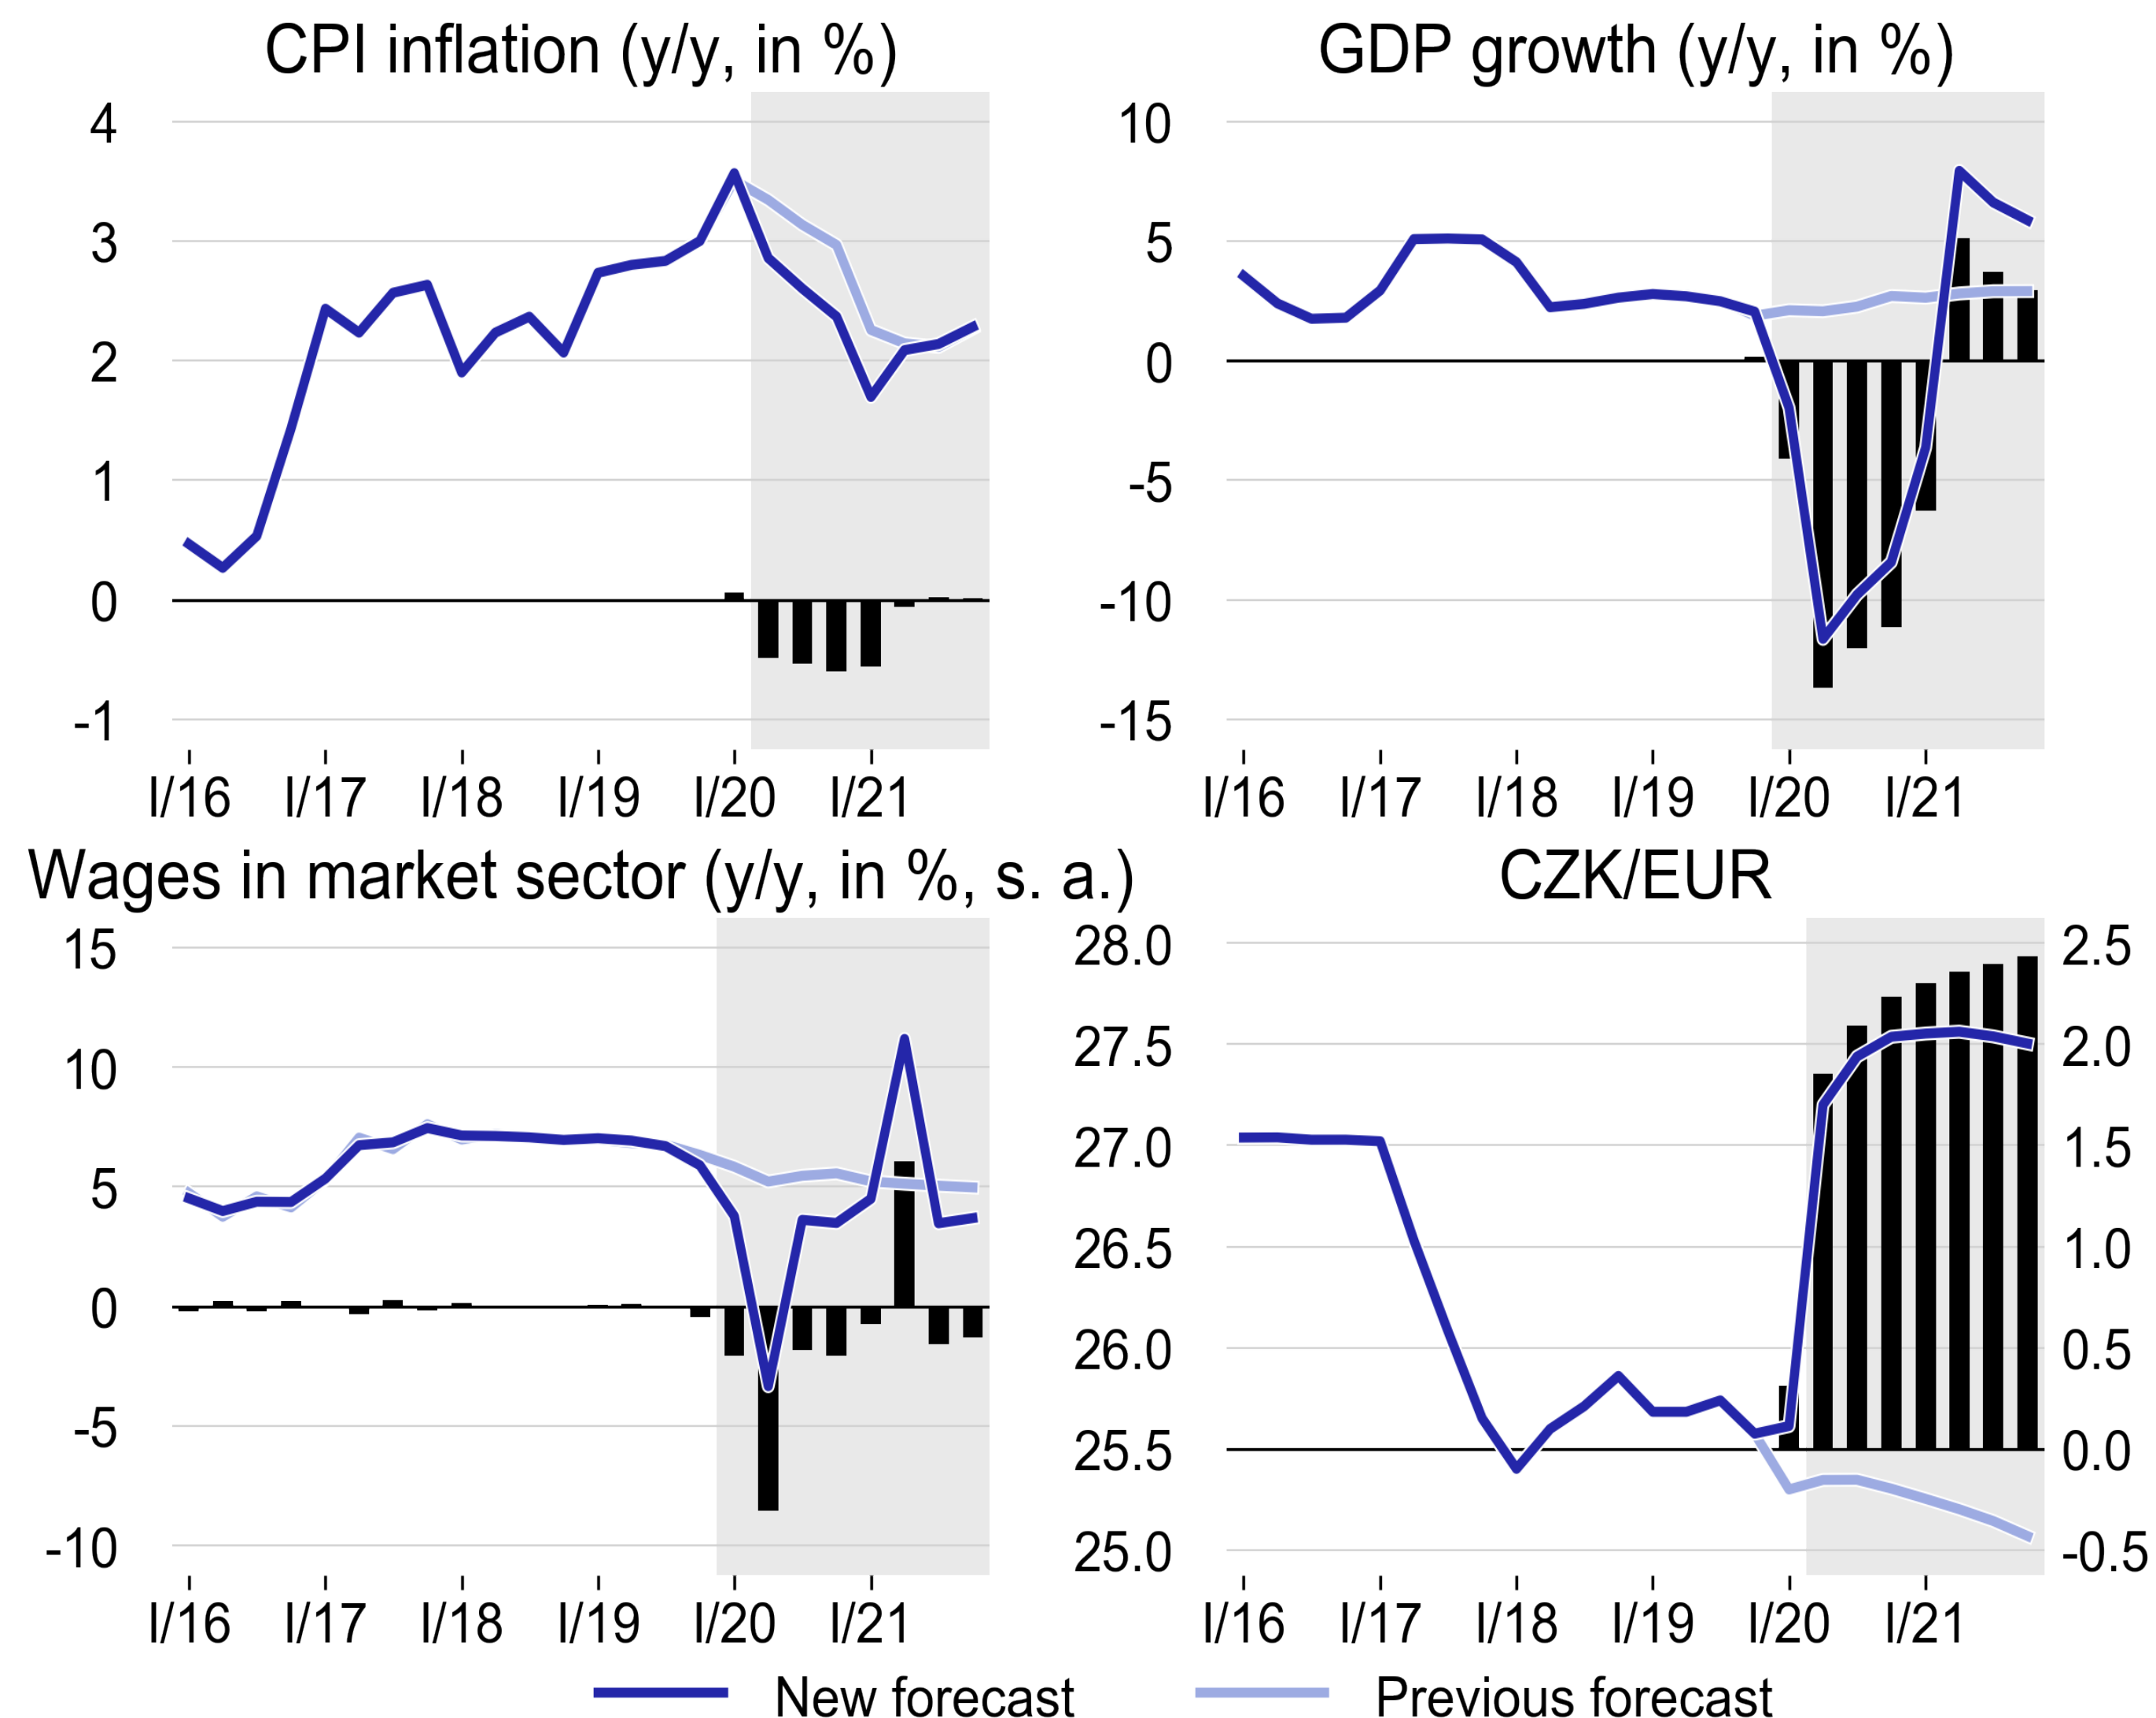 CPI inflation (y/y, in %)
4
3
2
1
0
-1
I/16 I/17 I/18 I/19 I/20 I/21
GDP growth (y/y, in %)
10
5
0
-5
-10
-15
I/16 I/17 I/18 I/19 I/20 I/21
Wages in market sector (y/y, in %, s. a.)
15
10
5
0
-5
-10
I/16 I/17 I/18 I/19 I/20 I/21
CZK/EUR
28.0 2.5
27.5 2.0
27.0 1.5
26.5 1.0
26.0 0.5
25.5 0.0
25.0 -0.5
I/16 I/17 I/18 I/19 I/20 I/21
New forecast Previous forecast